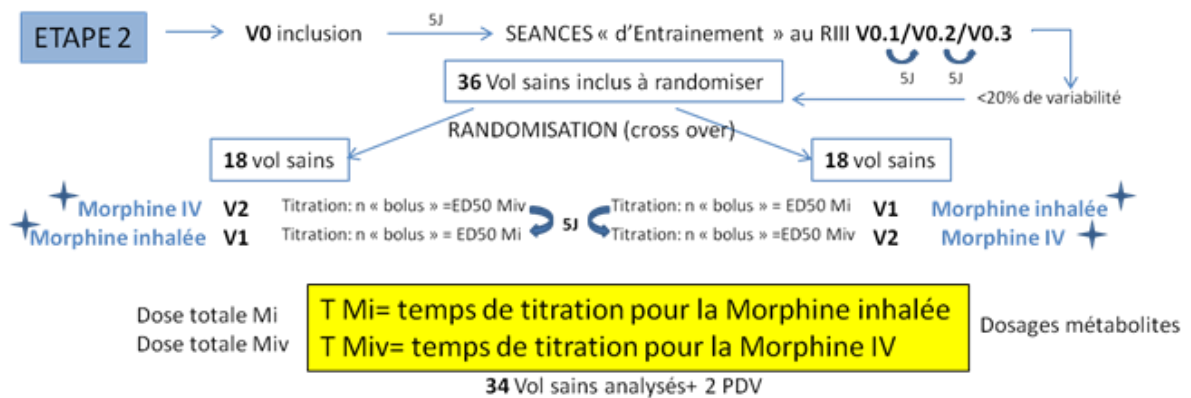 ETAPE 2
V0 inclusion
5J
SEANCES « d'Entrainement » au RIII V0.1/V0.2/V0.3
5J 5J
36 Vol sains inclus à randomiser
<20% de variabilité
RANDOMISATION (cross over)
18 vol sains
18 vol sains
Morphine IV V2 Titration: n « bolus » =ED50 Miv
Titration: n « bolus » = ED50 Mi V1 Morphine inhalée
5J
Morphine inhalée V1 Titration: n « bolus » = ED50 Mi
Titration: n « bolus » =ED50 Miv V2 Morphine IV
Dose totale Mi
Dose totale Miv
T Mi= temps de titration pour la Morphine inhalée
T Miv= temps de titration pour la Morphine IV
Dosages métabolites
34 Vol sains analysés+ 2 PDV